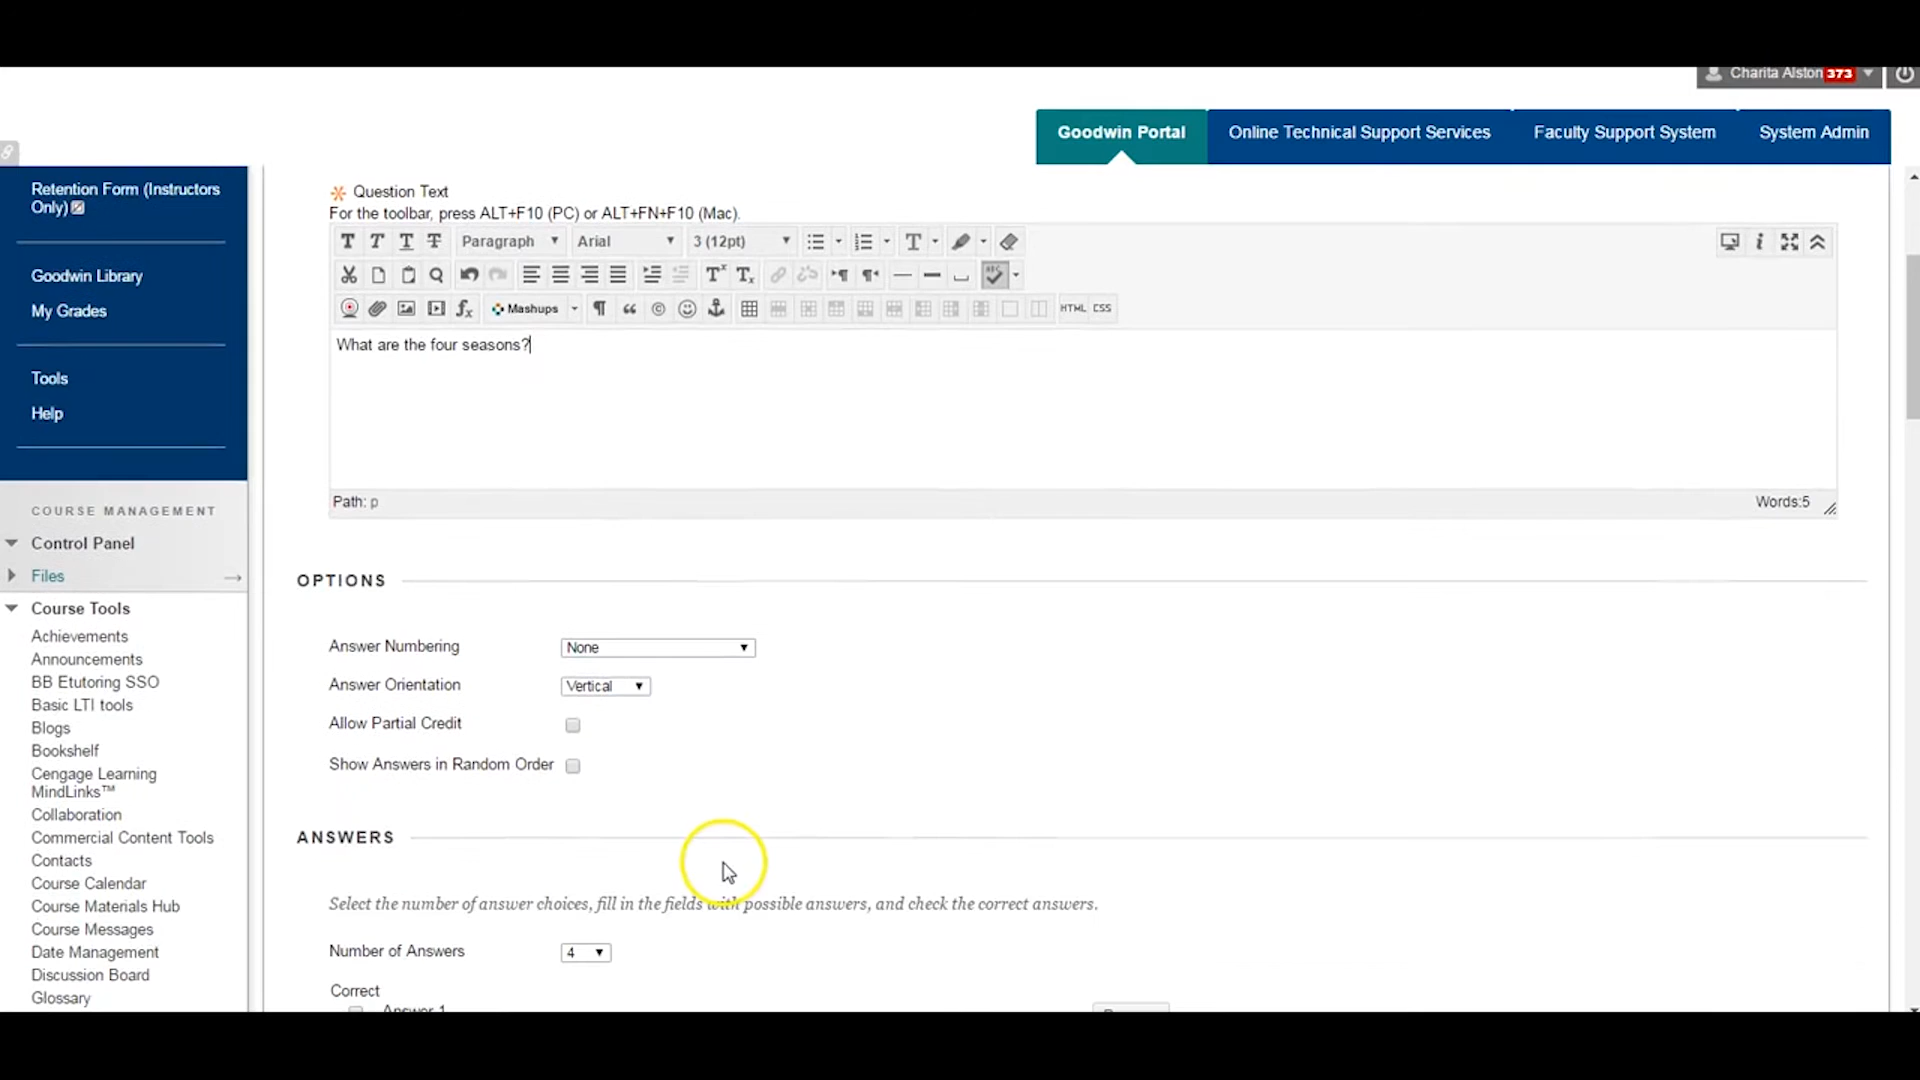 Charita Alston 373
Goodwin Portal
Online Technical Support Services
Faculty Support System
System Admin
Retention Form (Instructors
Only)
Goodwin Library
My Grades
Tools
Help
COURSE MANAGEMENT
Control Panel
Files
Course Tools
Achievements
Announcements
BB Etutoring SSO
Basic LTI tools
Blogs
Bookshelf
Cengage Learning
MindLinks™
Collaboration
Commercial Content Tools
Contacts
Course Calendar
Course Materials Hub
Course Messages
Date Management
Discussion Board
Glossary
Question Text
For the toolbar, press ALT+F10 (PC) or ALT+FN+F10 (Mac).
T T T T Paragraph Arial 3 (12pt) T
Tx Tx ABC
fx Mashups HTML CSS
What are the four seasons?
Path: p
Words:5
OPTIONS
Answer Numbering None
Answer Orientation Vertical
Allow Partial Credit
Show Answers in Random Order
ANSWERS
Select the number of answer choices, fill in the fields with possible answers, and check the correct answers.
Number of Answers 4
Correct
Answer 1